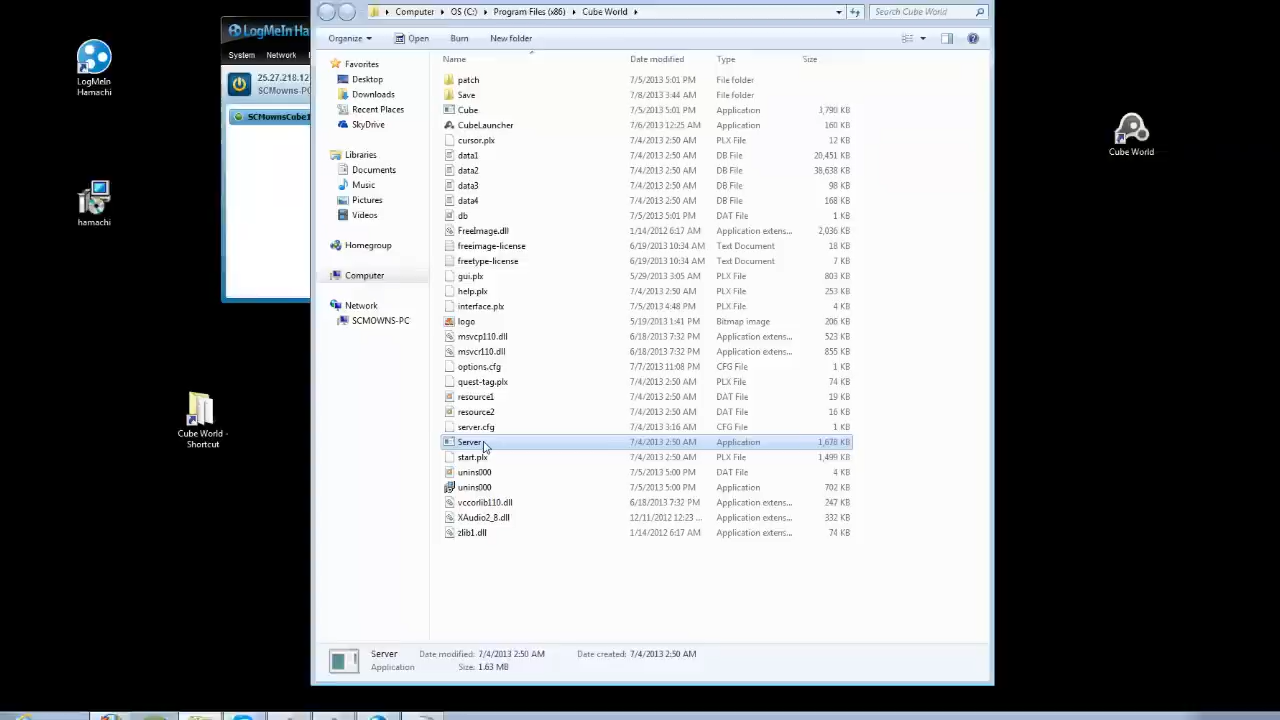 Computer ▸ OS (C:) ▸ Program Files (x86) ▸ Cube World ▸
Search Cube World
Organize
Open
Burn
New folder
LogMeIn Ha
System Network
25.27.218.12
SCMowns-PC
SCMownsCube1
LogMeIn
Hamachi
hamachi
Cube World -
Shortcut
Cube World
Favorites
Desktop
Downloads
Recent Places
SkyDrive
Libraries
Documents
Music
Pictures
Videos
Homegroup
Computer
Network
SCMOWNS-PC
Name Date modified Type Size
patch 7/5/2013 5:01 PM File folder
Save 7/8/2013 3:44 AM File folder
Cube 7/5/2013 5:01 PM Application 3,790 KB
CubeLauncher 7/6/2013 12:25 AM Application 160 KB
cursor.plx 7/4/2013 2:50 AM PLX File 12 KB
data1 7/4/2013 2:50 AM DB File 20,451 KB
data2 7/4/2013 2:50 AM DB File 38,638 KB
data3 7/4/2013 2:50 AM DB File 98 KB
data4 7/4/2013 2:50 AM DB File 168 KB
db 7/5/2013 5:01 PM DAT File 1 KB
FreeImage.dll 1/14/2012 6:17 AM Application extens... 2,036 KB
freeimage-license 6/19/2013 10:34 AM Text Document 18 KB
freetype-license 6/19/2013 10:34 AM Text Document 7 KB
gui.plx 5/29/2013 3:05 AM PLX File 803 KB
help.plx 7/4/2013 2:50 AM PLX File 253 KB
interface.plx 7/5/2013 4:48 PM PLX File 4 KB
logo 5/19/2013 1:41 PM Bitmap image 206 KB
msvcp110.dll 6/18/2013 7:32 PM Application extens... 523 KB
msvcr110.dll 6/18/2013 7:32 PM Application extens... 855 KB
options.cfg 7/7/2013 11:08 PM CFG File 1 KB
quest-tag.plx 7/4/2013 2:50 AM PLX File 74 KB
resource1 7/4/2013 2:50 AM DAT File 19 KB
resource2 7/4/2013 2:50 AM DAT File 16 KB
server.cfg 7/4/2013 3:16 AM CFG File 1 KB
Server 7/4/2013 2:50 AM Application 1,678 KB
start.plx 7/4/2013 2:50 AM PLX File 1,499 KB
unins000 7/5/2013 5:00 PM DAT File 4 KB
unins000 7/5/2013 5:00 PM Application 702 KB
vccorlib110.dll 6/18/2013 7:32 PM Application extens... 247 KB
XAudio2_8.dll 12/11/2012 12:23 ... Application extens... 332 KB
zlib1.dll 1/14/2012 6:17 AM Application extens... 74 KB
Server Date modified: 7/4/2013 2:50 AM Date created: 7/4/2013 2:50 AM
Application Size: 1.63 MB